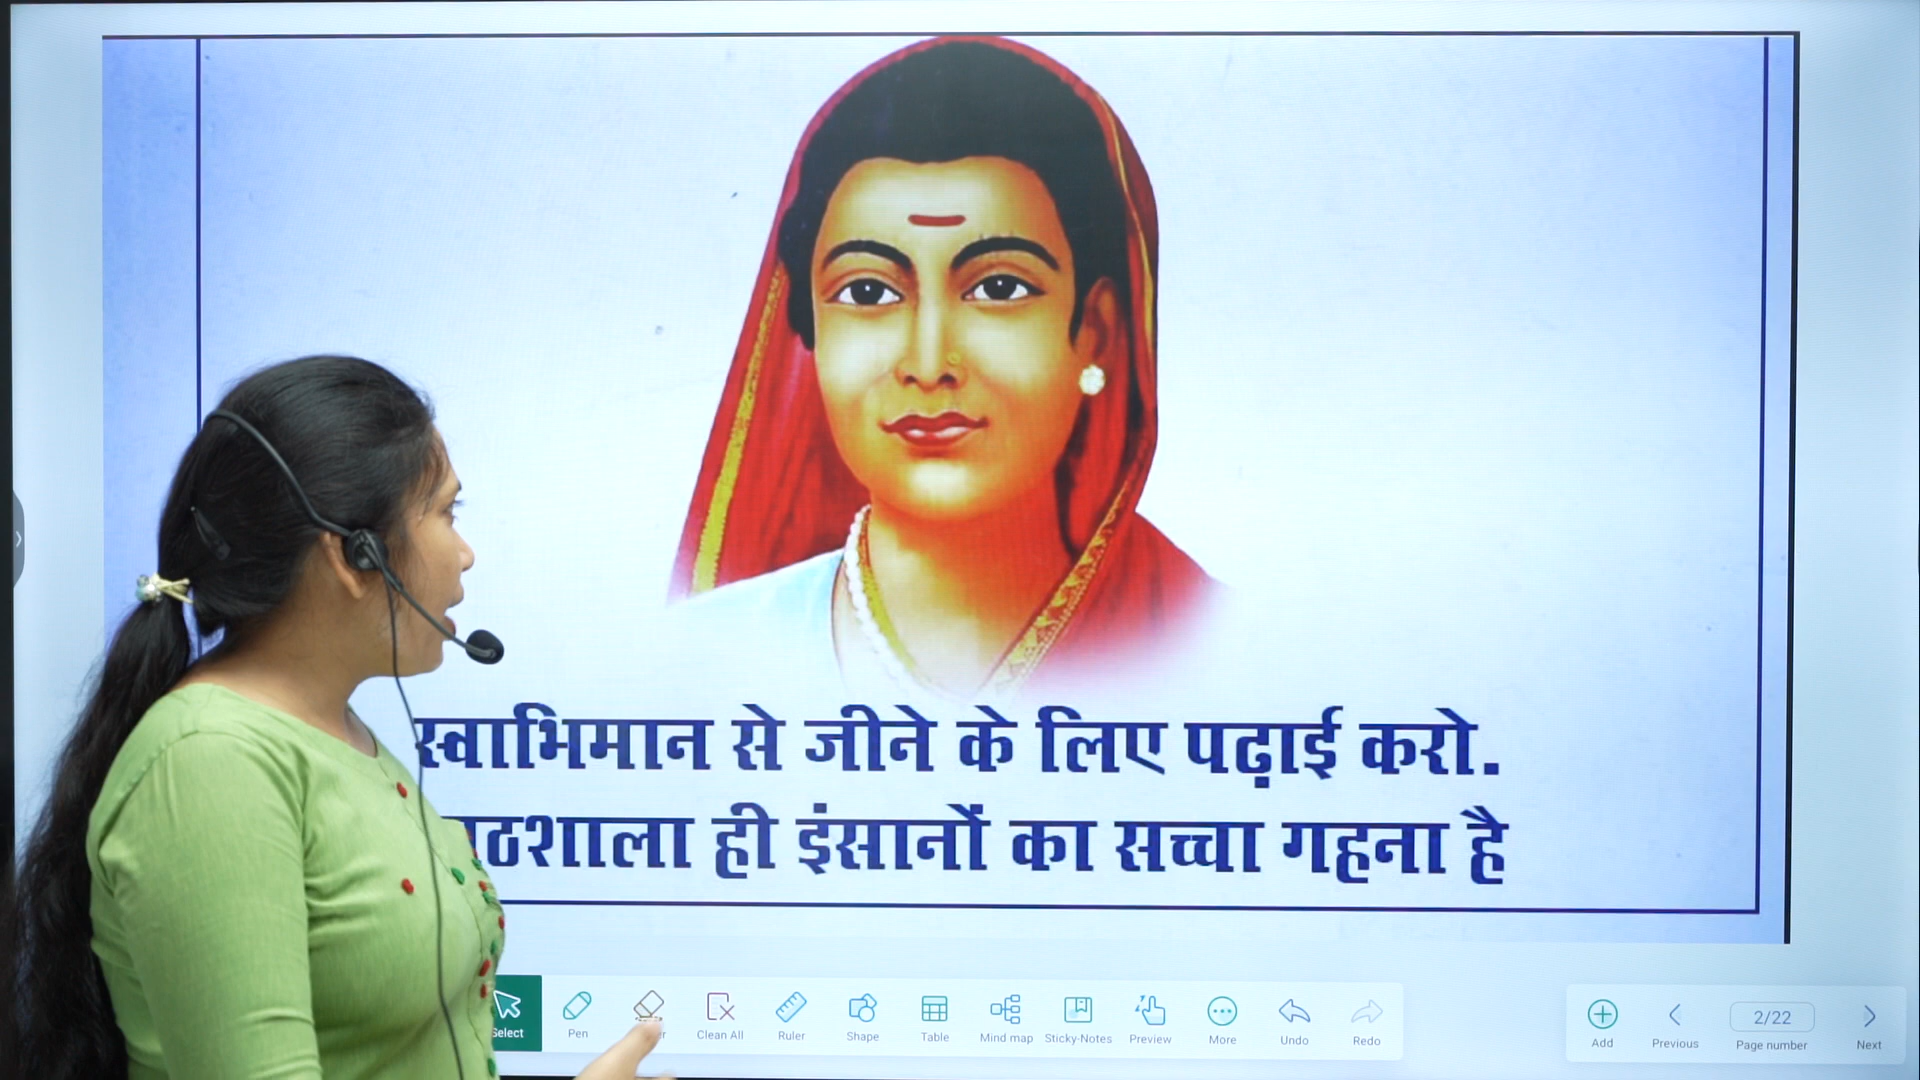 स्वाभिमान से जीने के लिए पढ़ाई करो.
ही इंसानों का सच्चा गहना है
Select
Pen
Clean All
Ruler
Shape
Table
Mind map
Sticky-Notes
Preview
More
Undo
Redo
Add
Previous
2/22
Page number
Next